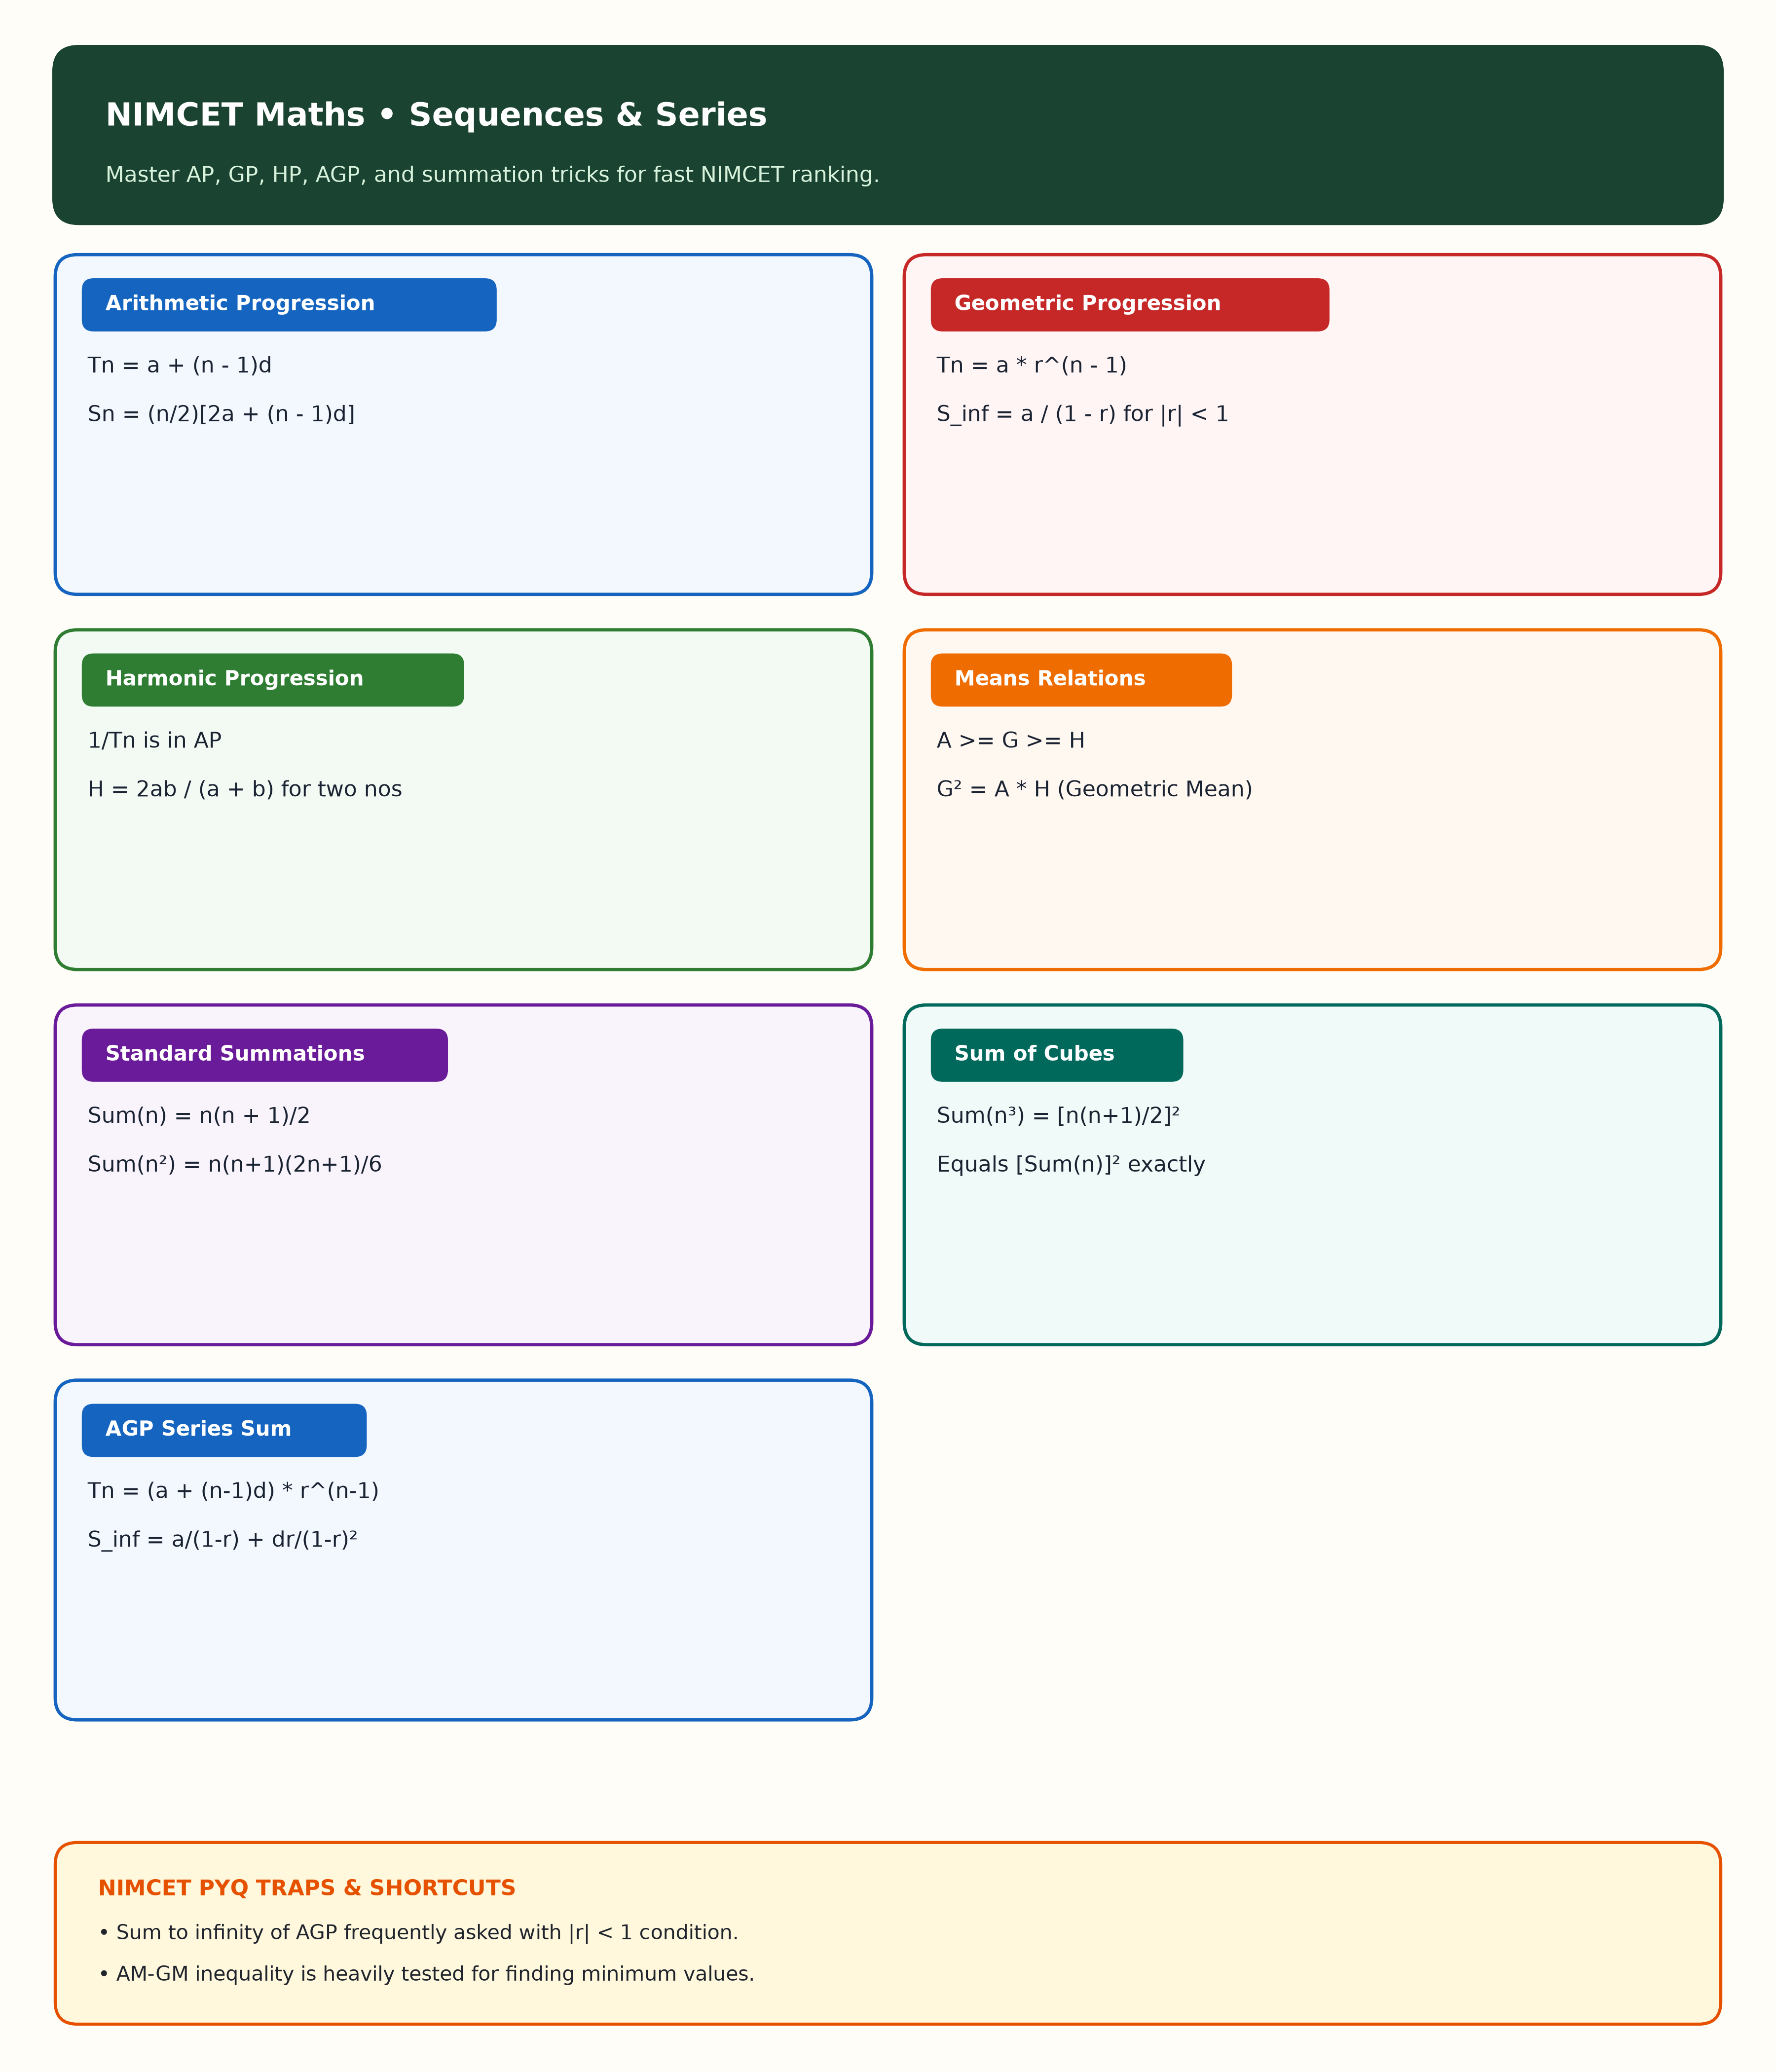 NIMCET Maths • Sequences & Series
Master AP, GP, HP, AGP, and summation tricks for fast NIMCET ranking.
Arithmetic Progression
Tn = a + (n - 1)d
Sn = (n/2)[2a + (n - 1)d]
Geometric Progression
Tn = a * r^(n - 1)
S_inf = a / (1 - r) for |r| < 1
Harmonic Progression
1/Tn is in AP
H = 2ab / (a + b) for two nos
Means Relations
A >= G >= H
G² = A * H (Geometric Mean)
Standard Summations
Sum(n) = n(n + 1)/2
Sum(n²) = n(n+1)(2n+1)/6
Sum of Cubes
Sum(n³) = [n(n+1)/2]²
Equals [Sum(n)]² exactly
AGP Series Sum
Tn = (a + (n-1)d) * r^(n-1)
S_inf = a/(1-r) + dr/(1-r)²
NIMCET PYQ TRAPS & SHORTCUTS
• Sum to infinity of AGP frequently asked with |r| < 1 condition.
• AM-GM inequality is heavily tested for finding minimum values.